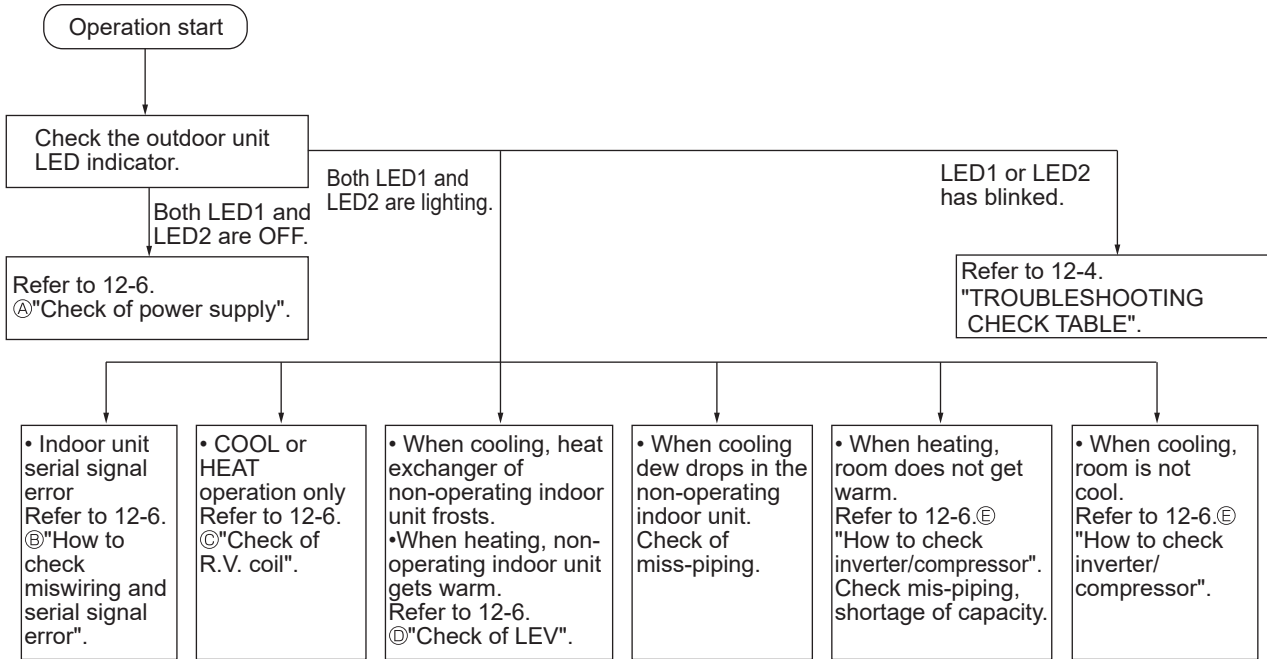 Operation start
Check the outdoor unit
LED indicator.
Both LED1 and
LED2 are lighting.
LED1 or LED2
has blinked.
Both LED1 and
LED2 are OFF.
Refer to 12-6.
Ⓐ"Check of power supply".
Refer to 12-4.
"TROUBLESHOOTING
CHECK TABLE".
• Indoor unit
serial signal
error
Refer to 12-6.
Ⓑ"How to
check
miswiring and
serial signal
error".
• COOL or
HEAT
operation only
Refer to 12-6.
Ⓒ"Check of
R.V. coil".
• When cooling, heat
exchanger of
non-operating indoor
unit frosts.
•When heating, non-
operating indoor unit
gets warm.
Refer to 12-6.
Ⓓ"Check of LEV".
• When cooling
dew drops in the
non-operating
indoor unit.
Check of
miss-piping.
• When heating,
room does not get
warm.
Refer to 12-6.Ⓔ
"How to check
inverter/compressor".
Check mis-piping,
shortage of capacity.
• When cooling,
room is not
cool.
Refer to 12-6.Ⓔ
"How to check
inverter/
compressor".